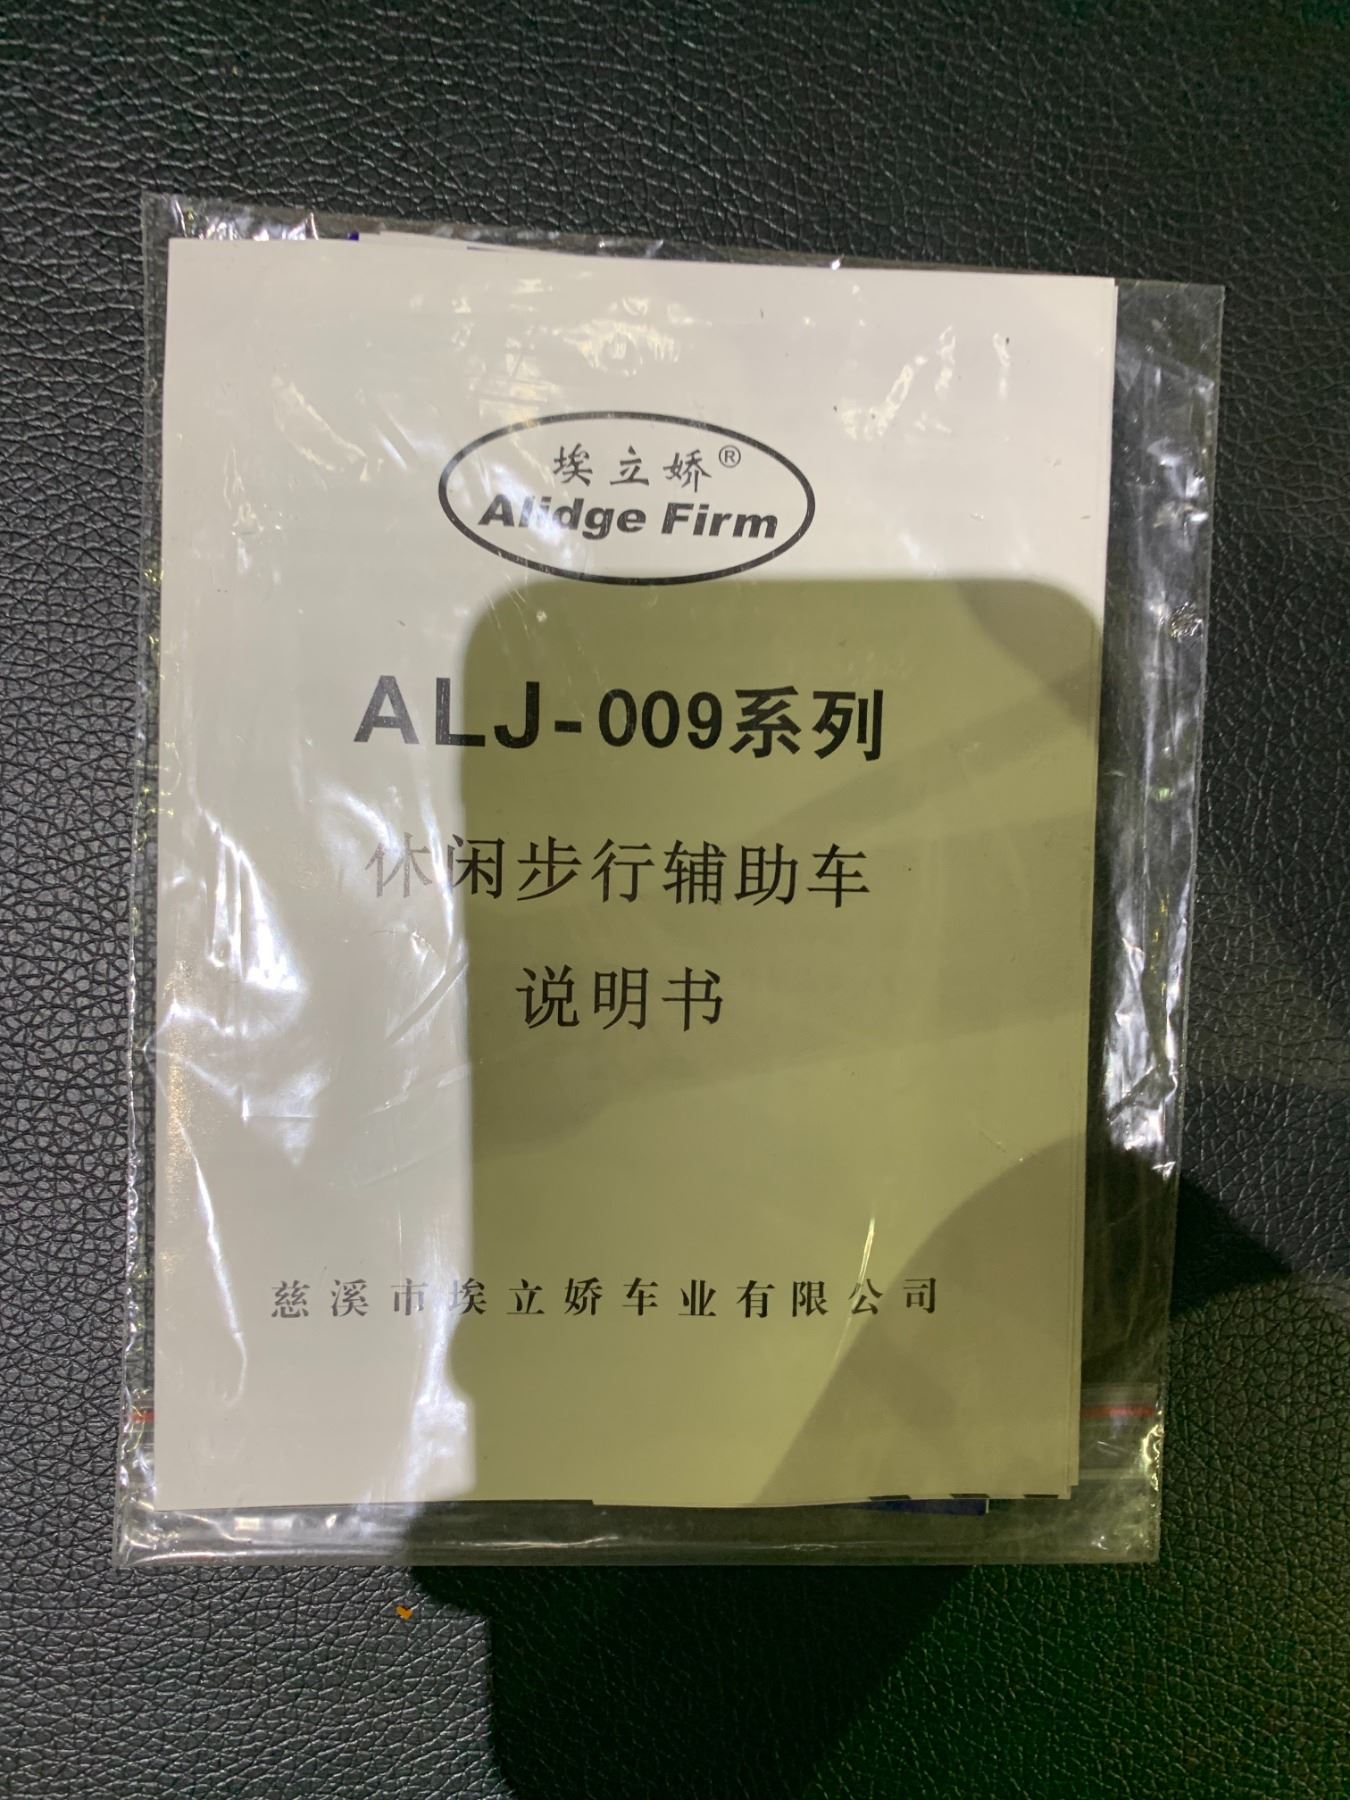 埃立娇®
Alidge Firm
ALJ-009系列
休闲步行辅助车
说明书
慈溪市埃立娇车业有限公司